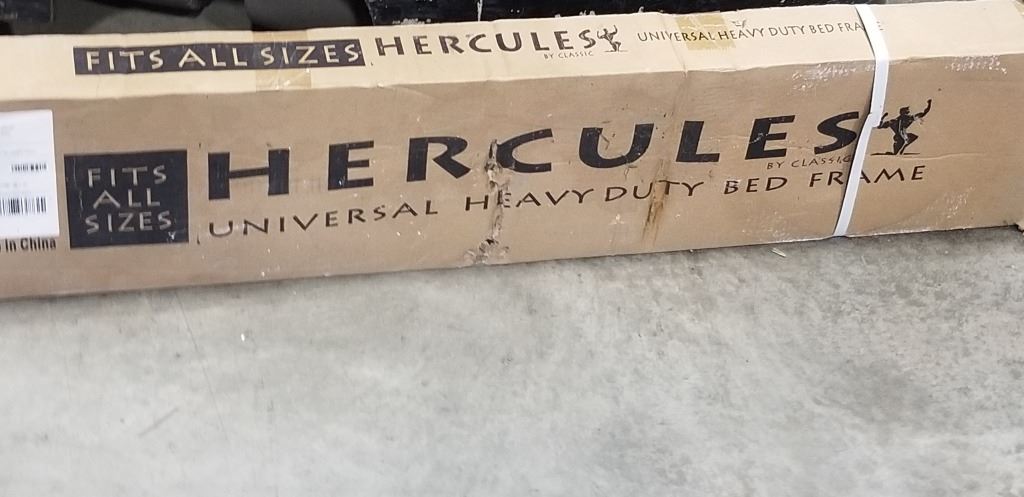 FITS ALL SIZES HERCULES UNIVERSAL HEAVY DUTY BED
BY CLASSIC
HERCULES
BY CLASSIC
FITS
ALL
SIZES
UNIVERSAL HEAVY DUTY BED FRAME
in China